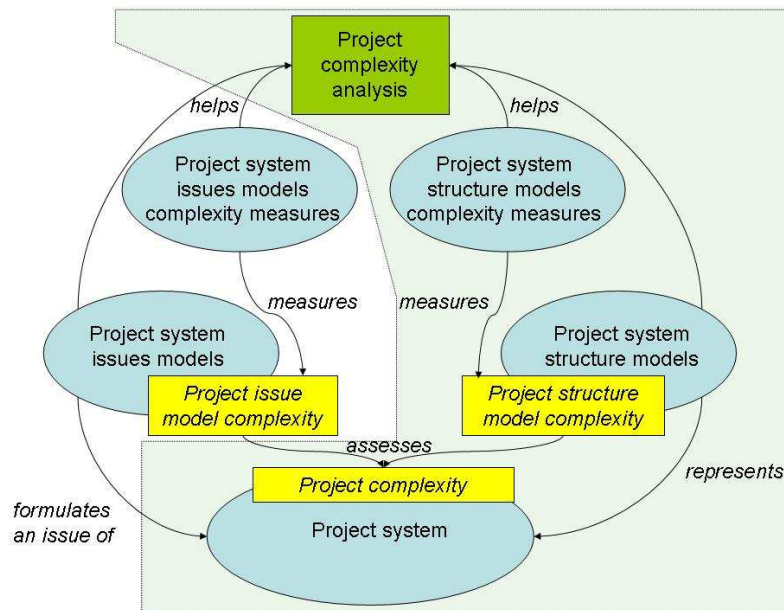 Project
complexity
analysis
helps
helps
Project system
issues models
complexity measures
Project system
structure models
complexity measures
measures
measures
Project system
issues models
Project system
structure models
Project issue
model complexity
Project structure
model complexity
assesses
Project complexity
represents
formulates
an issue of
Project system